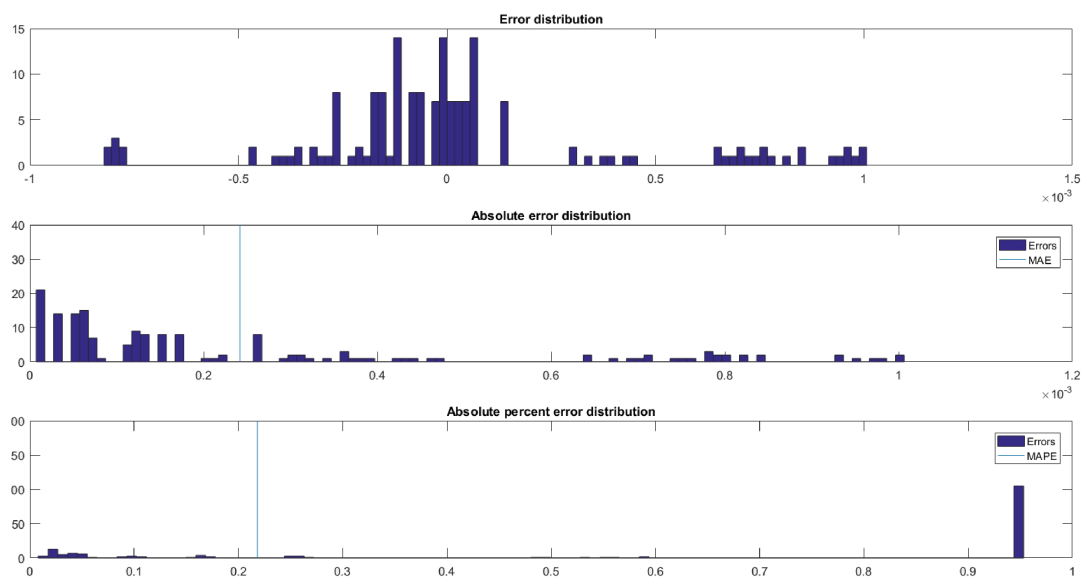 Error distribution
15
10
5
0
-1 -0.5 0 0.5 1 1.5
×10-3
Absolute error distribution
40
30
20
10
0
Errors
MAE
0 0.2 0.4 0.6 0.8 1 1.2
×10-3
Absolute percent error distribution
00
50
00
50
0
Errors
MAPE
0 0.1 0.2 0.3 0.4 0.5 0.6 0.7 0.8 0.9 1